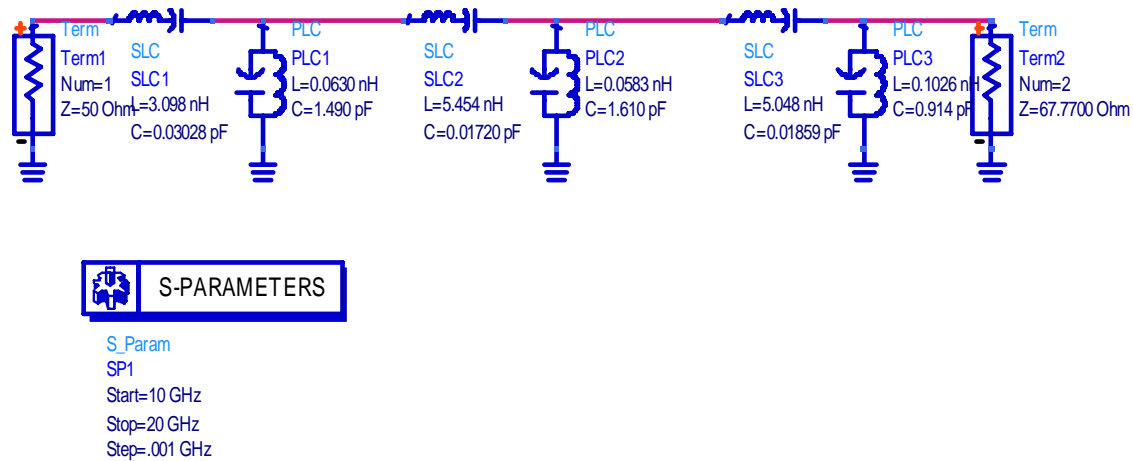 Term
Term1
Num=1
Z=50 Ohm
SLC
SLC1
L=3.098 nH
C=0.03028 pF
PLC
PLC1
L=0.0630 nH
C=1.490 pF
SLC
SLC2
L=5.454 nH
C=0.01720 pF
PLC
PLC2
L=0.0583 nH
C=1.610 pF
SLC
SLC3
L=5.048 nH
C=0.01859 pF
PLC
PLC3
L=0.1026 nH
C=0.914 pF
Term
Term2
Num=2
Z=67.7700 Ohm
S-PARAMETERS
S_Param
SP1
Start=10 GHz
Stop=20 GHz
Step=.001 GHz